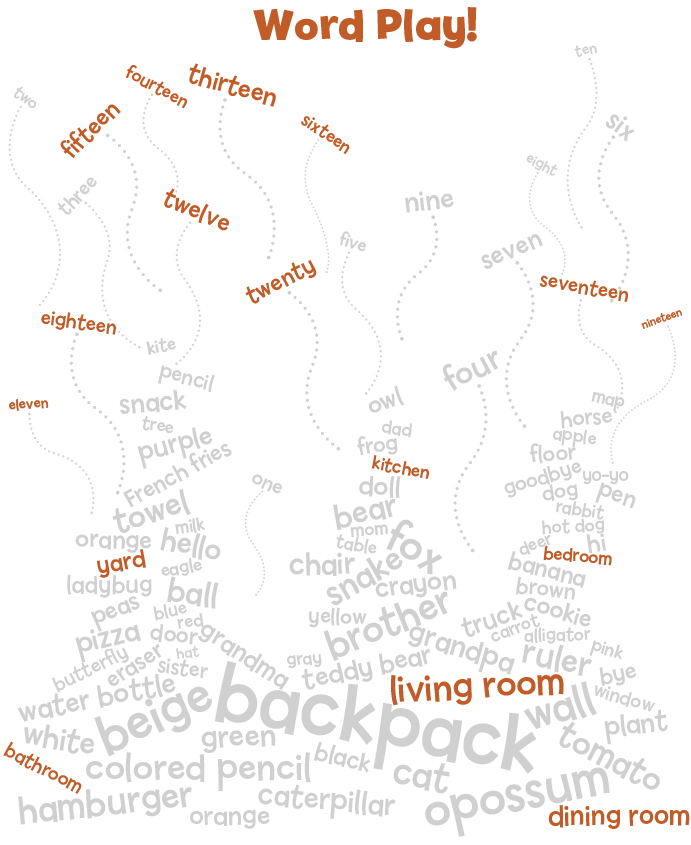 Word Play!
ten
two
fourteen
thirteen
fifteen
sixteen
six
eight
three
twelve
nine
five
seven
twenty
seventeen
eighteen
nineteen
kite
pencil
four
eleven
snack
owl
map
tree
dad
horse
purple
frog
apple
French fries
kitchen
floor
one
doll
goodbye
yo-yo
towel
bear
dog
pen
milk
mom
rabbit
orange
hello
table
fox
hot dog
deer
hi
yard
eagle
chair
snake
bedroom
ladybug
ball
crayon
banana
brown
peas
blue
yellow
brother
truck
cookie
pizza
door
red
grandma
grandpa
carrot
alligator
butterfly
eraser
hat
sister
gray
teddy bear
ruler
pink
water bottle
beige
backpack
living room
bye
window
white
green
wall
plant
bathroom
colored pencil
black
cat
tomato
hamburger
orange
caterpillar
opossum
dining room